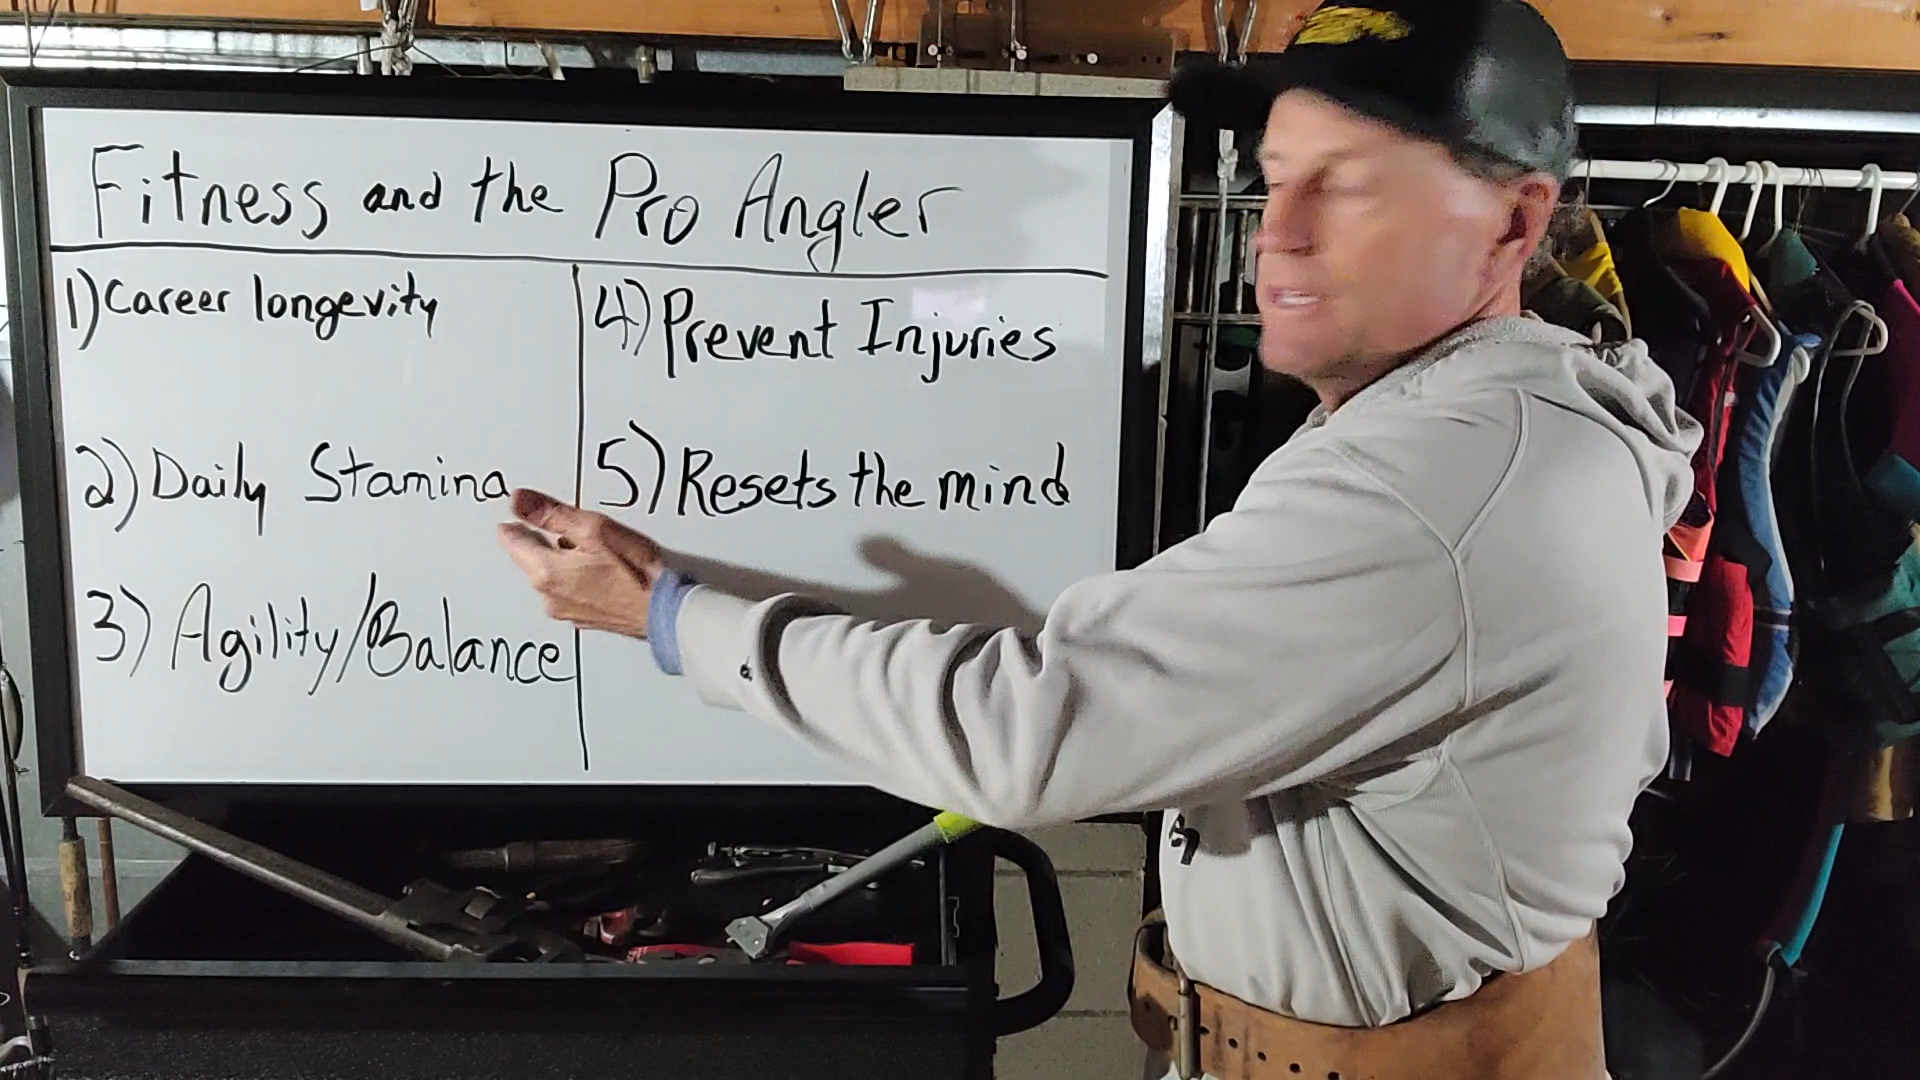 Fitness and the Pro Angler
1) Career longevity
2) Daily Stamina
3) Agility/Balance
4) Prevent Injuries
5) Resets the mind